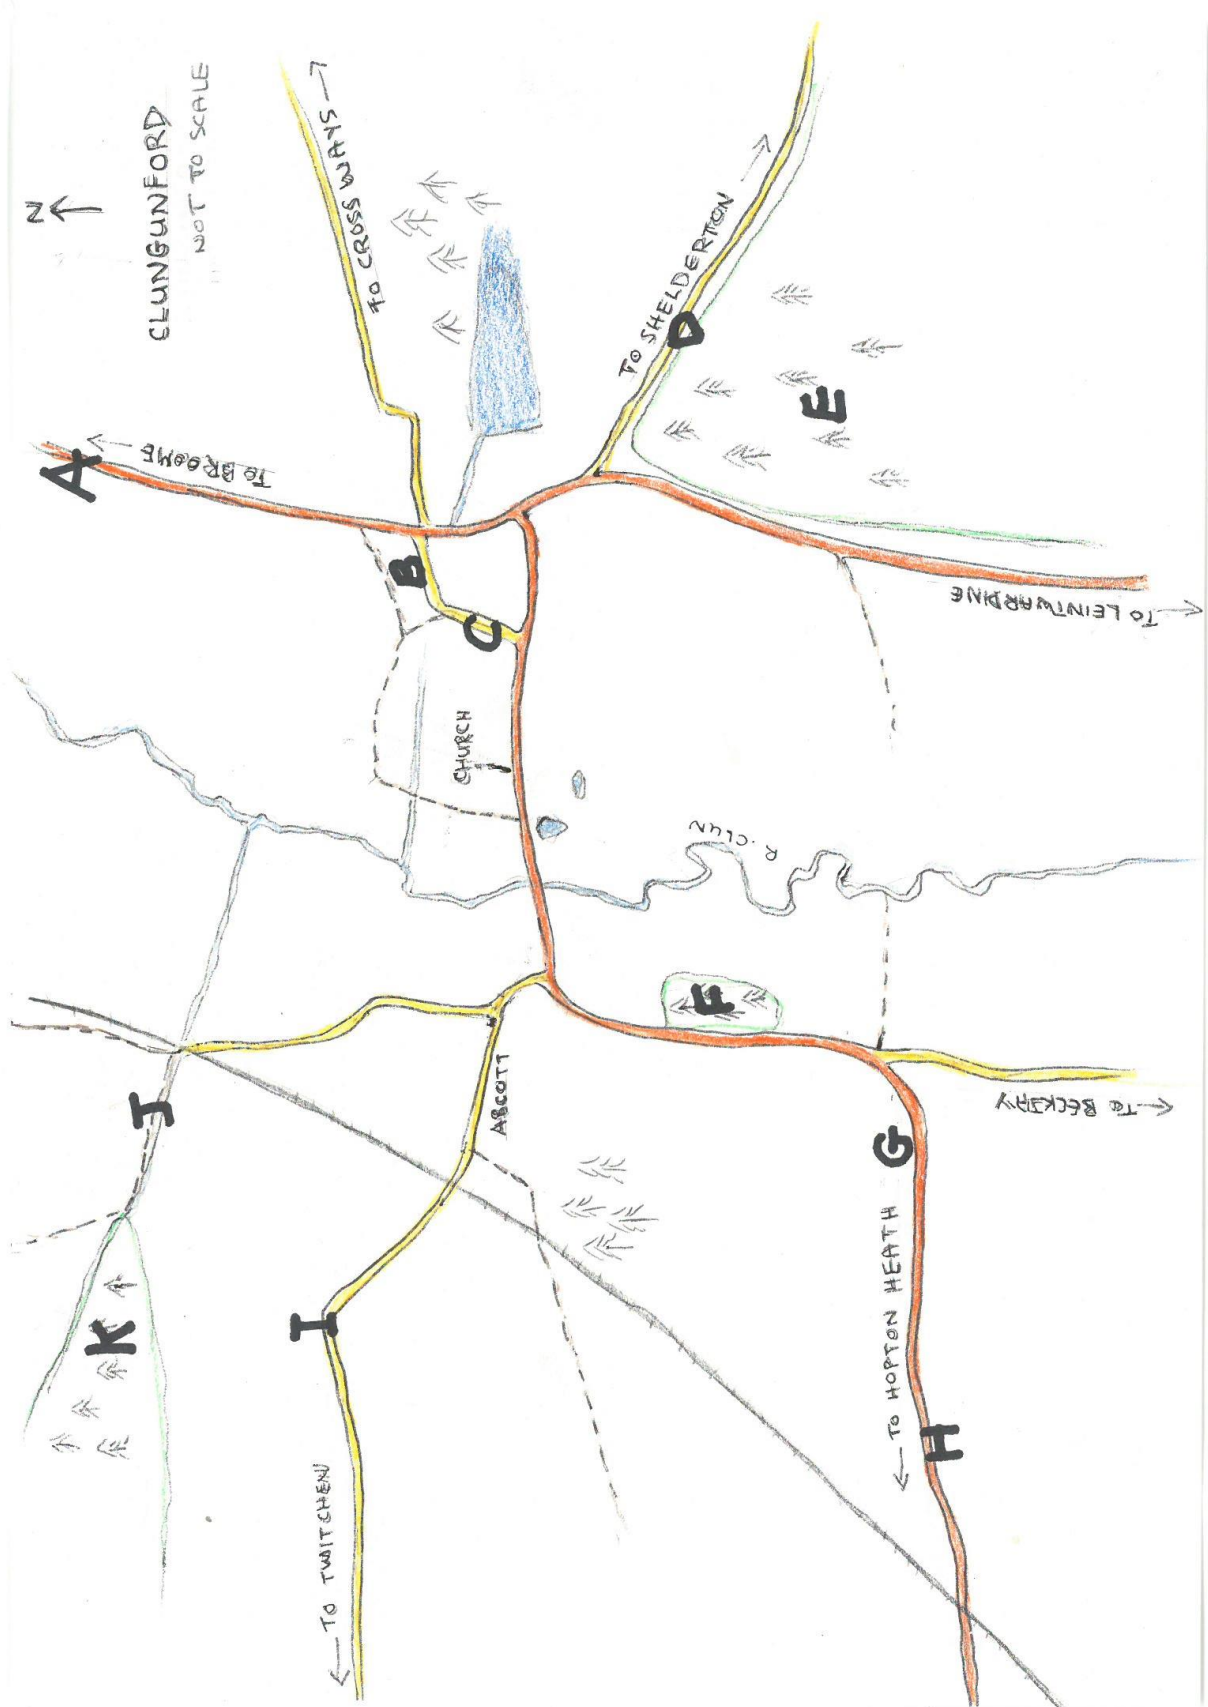 N
CLUNGUNFORD
NOT TO SCALE
TO CROSS WAYS
TO SHELDERTON
TO BROOME
A
B
C
D
E
CHURCH
TO LEINTWARDINE
R. CLUN
F
ABCOTT
TO BECKJAY
G
TO HOPTON HEATH
H
I
J
K
TO TWITCHEN